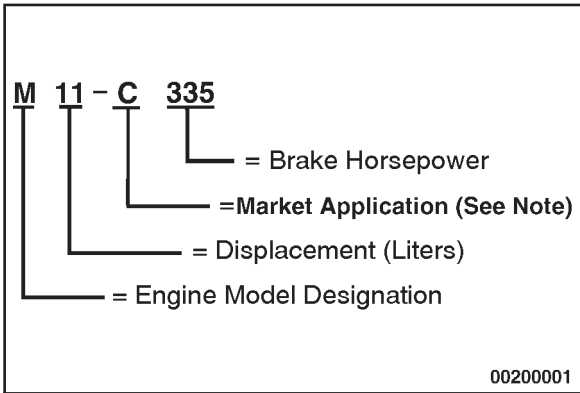 M 11 - C 335
= Brake Horsepower
=Market Application (See Note)
= Displacement (Liters)
= Engine Model Designation
00200001